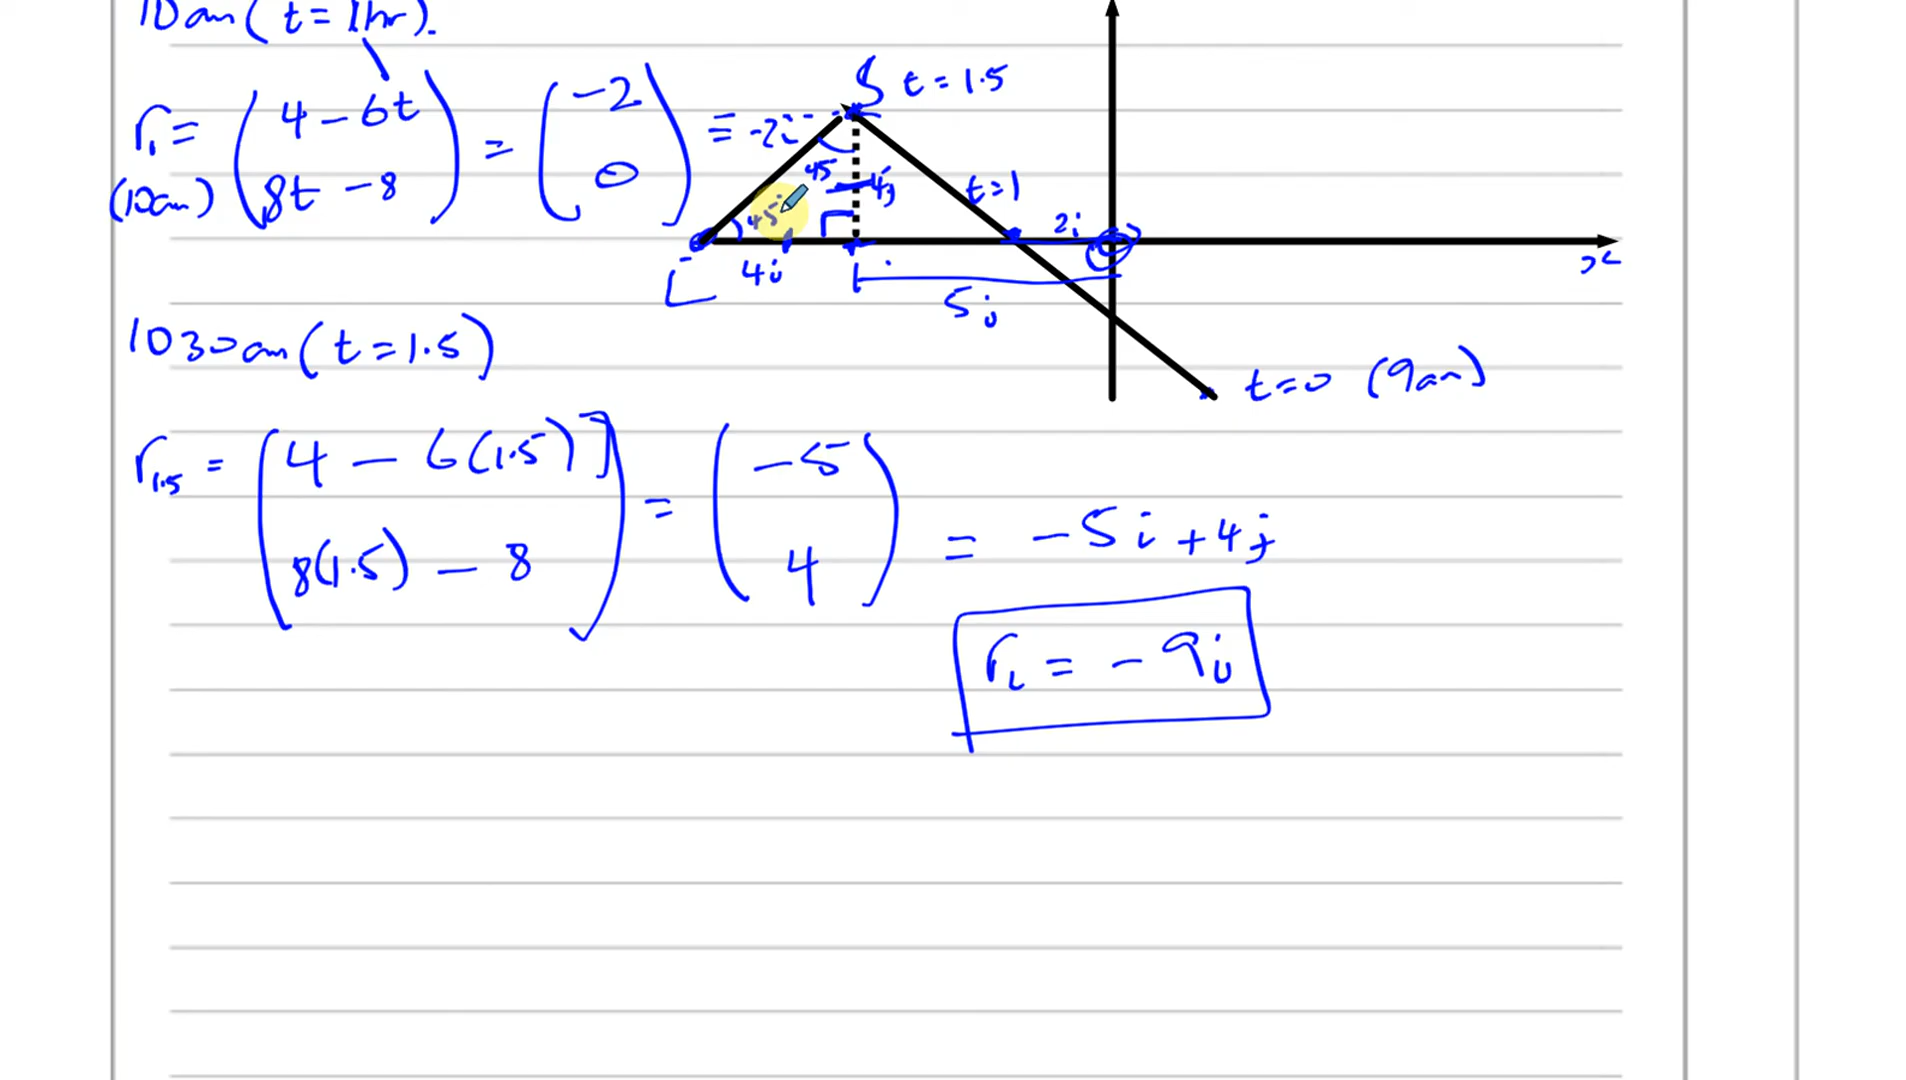 10am (t = 1hr).
r₁ = (4 - 6t
8t - 8) = (-2
0) ≡ -2i
(10am)
S t = 1.5
45
4j
t=1
45
2i
4i
5i
L
x
t=0 (9am)
1030am (t = 1.5)
r₁.₅ = (4 - 6(1.5)
8(1.5) - 8) = (-5
4) = -5i + 4j
r_L = -9i